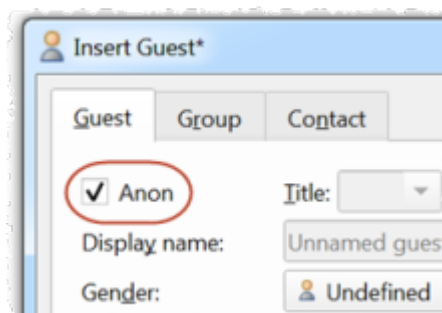 Insert Guest*
Guest Group Contact
Anon Title:
Display name: Unnamed gues
Gender: Undefined